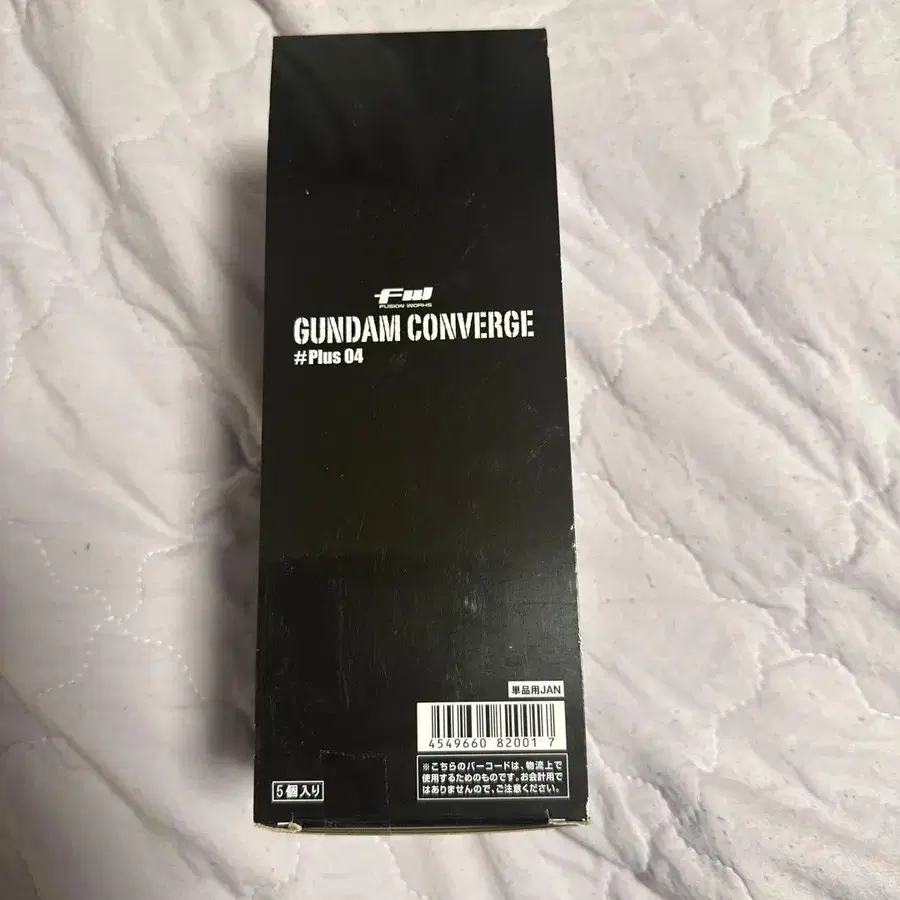 FW
FUSION WORKS
GUNDAM CONVERGE
#Plus 04
単品用JAN
4549660 82001 7
※こちらのバーコードは、物流上で
使用するためのものです。お会計用で
はありませんので、ご注意ください。
5個入り